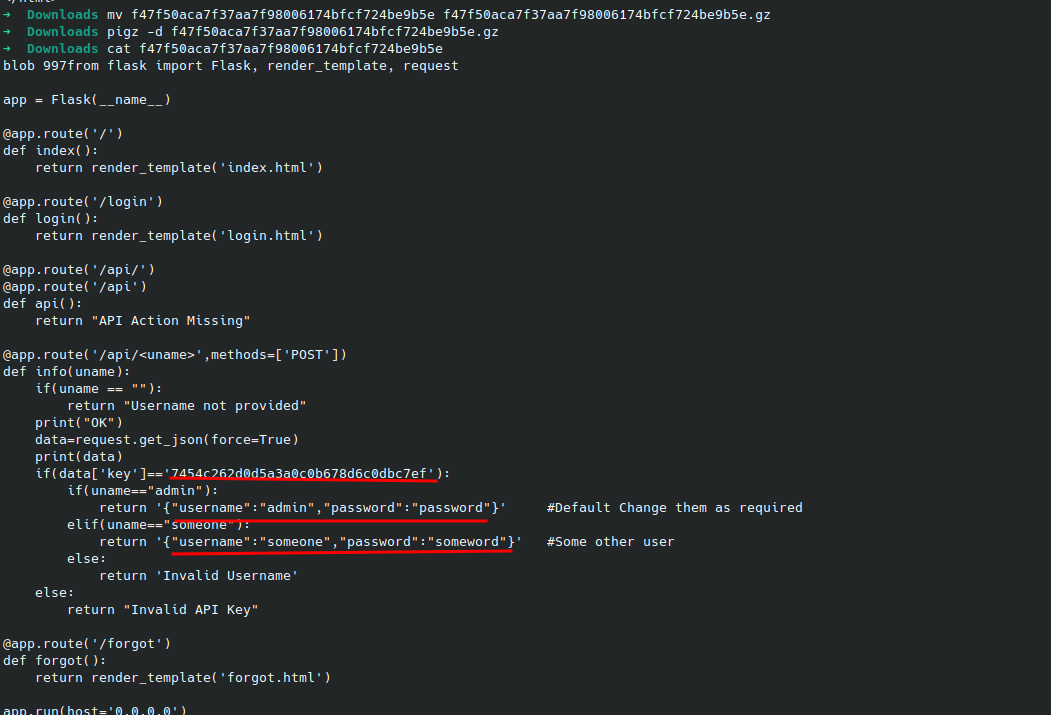 </html>
→  Downloads mv f47f50aca7f37aa7f98006174bfcf724be9b5e f47f50aca7f37aa7f98006174bfcf724be9b5e.gz
→  Downloads pigz -d f47f50aca7f37aa7f98006174bfcf724be9b5e.gz
→  Downloads cat f47f50aca7f37aa7f98006174bfcf724be9b5e
blob 997from flask import Flask, render_template, request

app = Flask(__name__)

@app.route('/')
def index():
    return render_template('index.html')

@app.route('/login')
def login():
    return render_template('login.html')

@app.route('/api/')
@app.route('/api')
def api():
    return "API Action Missing"

@app.route('/api/<uname>',methods=['POST'])
def info(uname):
    if(uname == ""):
        return "Username not provided"
    print("OK")
    data=request.get_json(force=True)
    print(data)
    if(data['key']=='7454c262d0d5a3a0c0b678d6c0dbc7ef'):
        if(uname=="admin"):
            return '{"username":"admin","password":"password"}'     #Default Change them as required
        elif(uname=="someone"):
            return '{"username":"someone","password":"someword"}'   #Some other user
        else:
            return 'Invalid Username'
    else:
        return "Invalid API Key"

@app.route('/forgot')
def forgot():
    return render_template('forgot.html')

app.run(host='0.0.0.0')